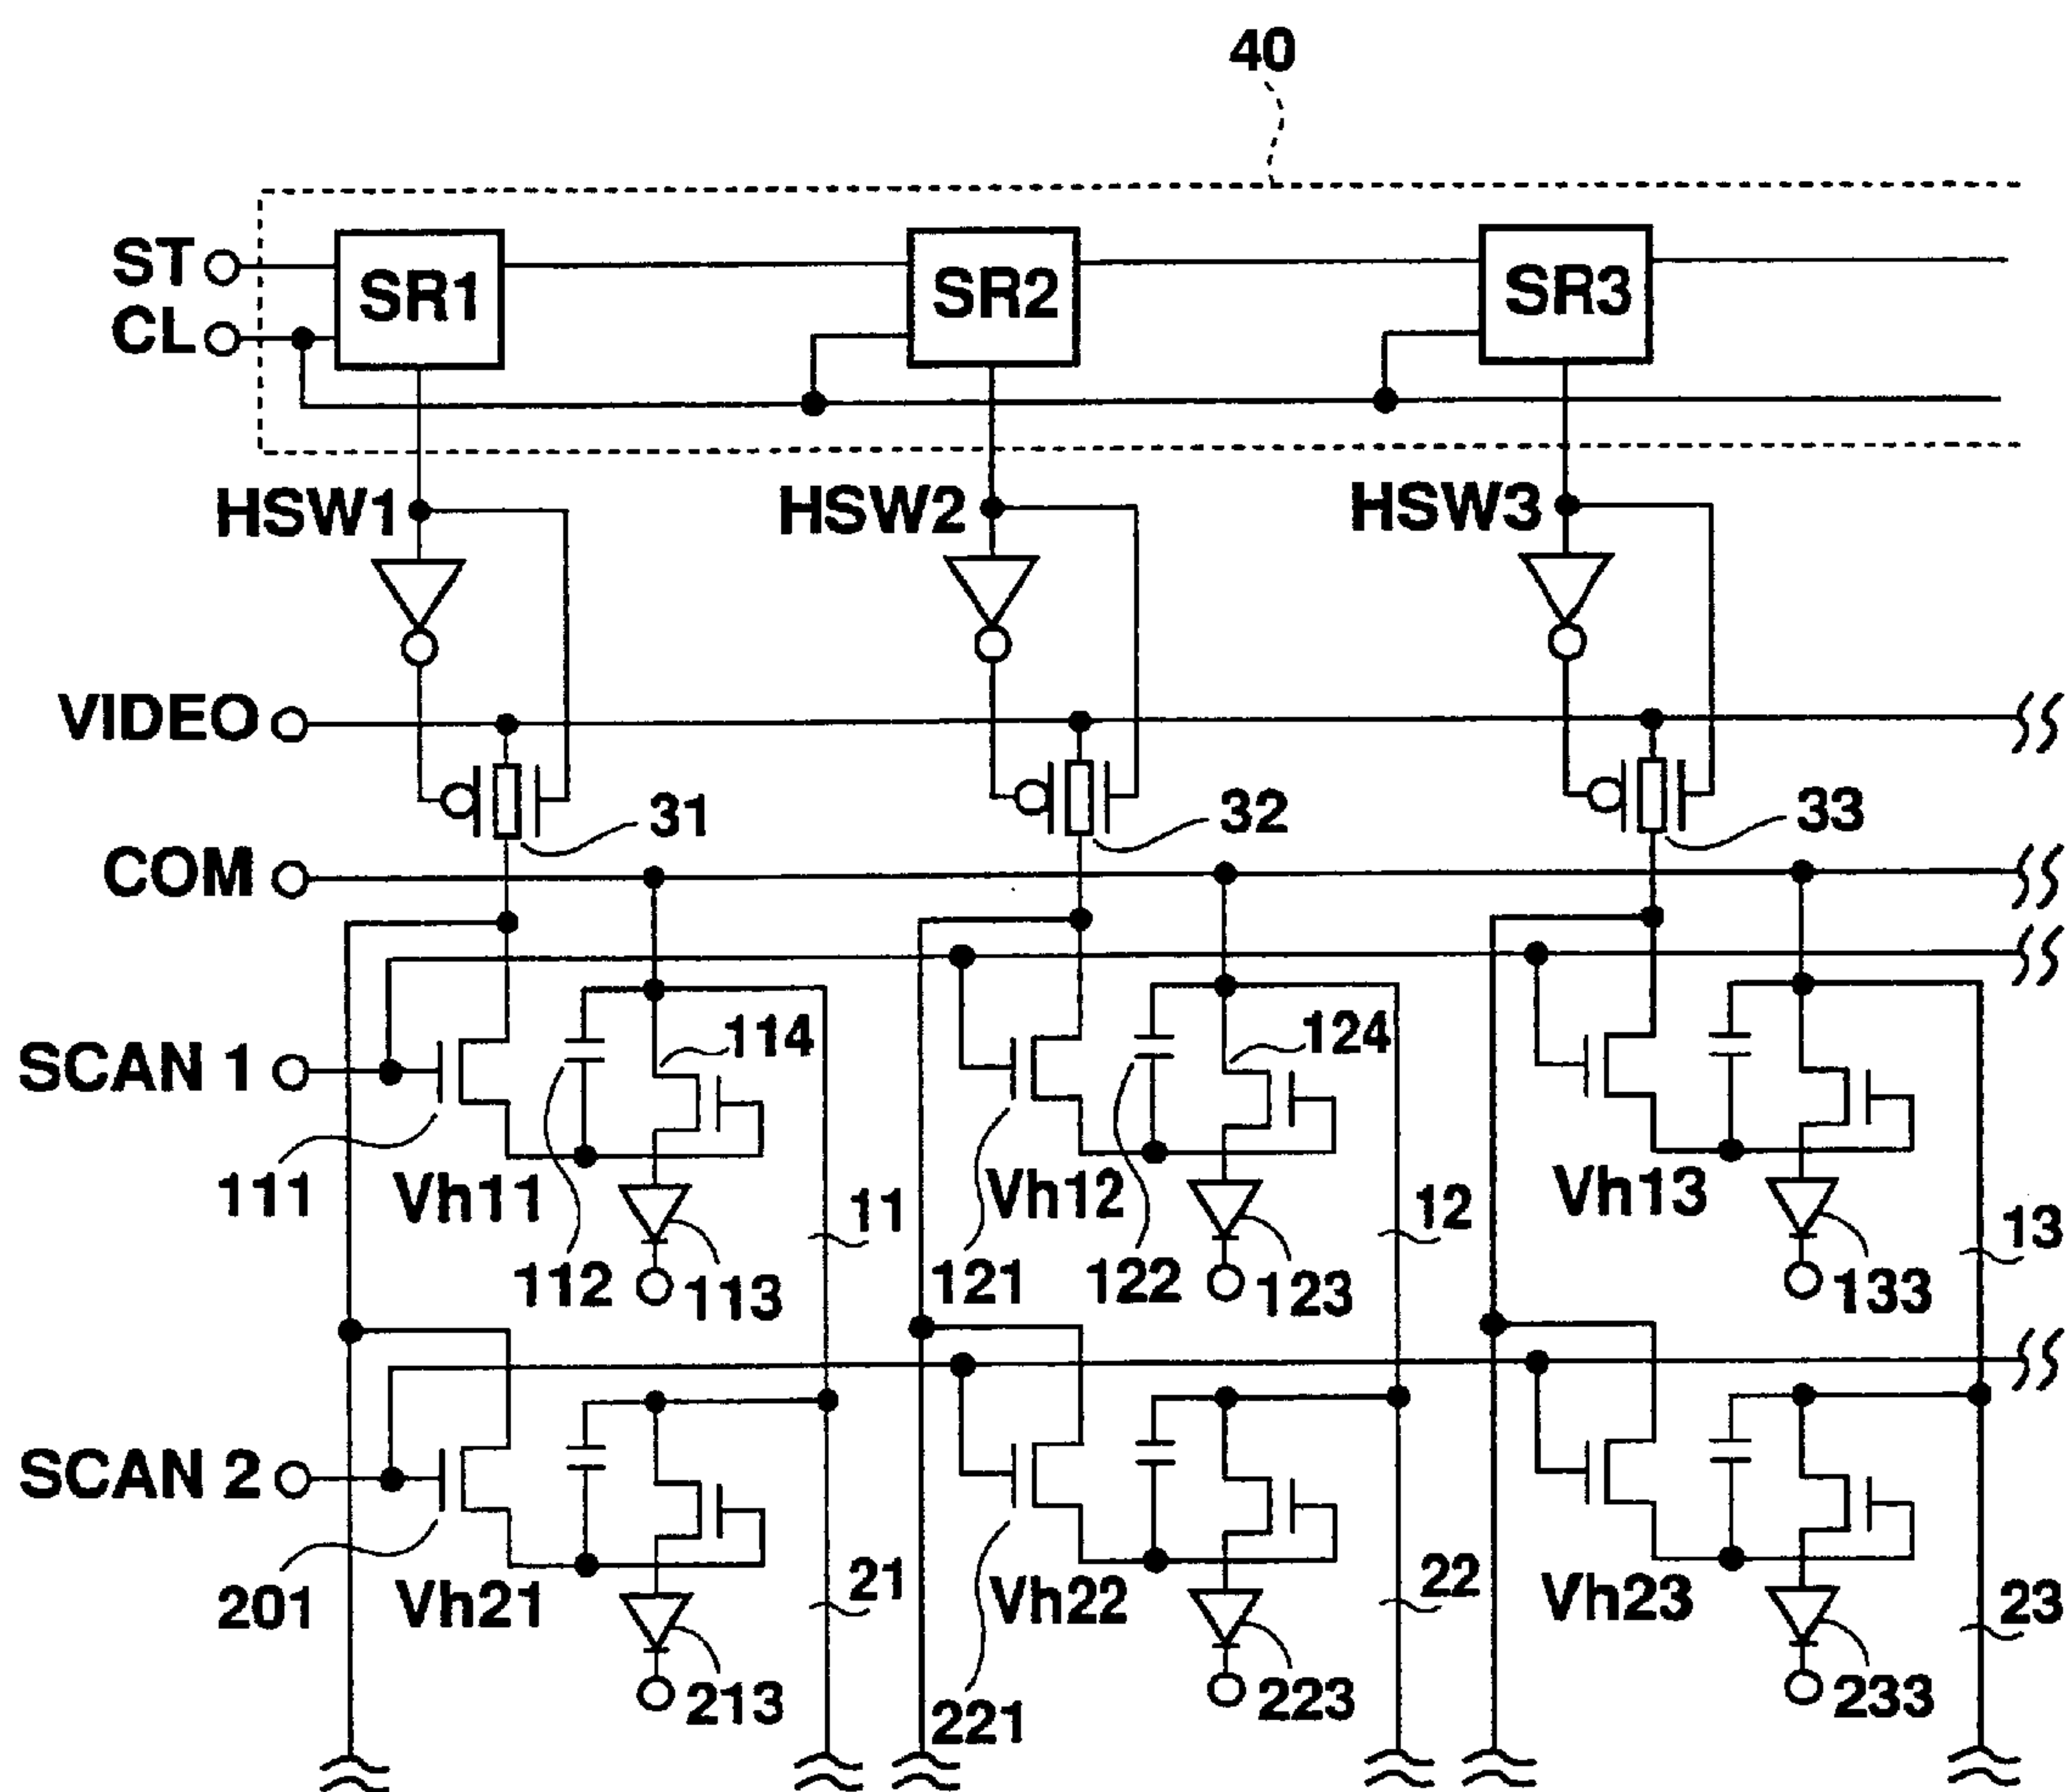 40
ST
CL
SR1 SR2 SR3
HSW1 HSW2 HSW3
VIDEO
31 32 33
COM
SCAN 1
114 124
111 Vh11 11 Vh12 12 Vh13 13
112 113 121 122 123 133
SCAN 2
201 Vh21 21 Vh22 22 Vh23 23
213 221 223 233